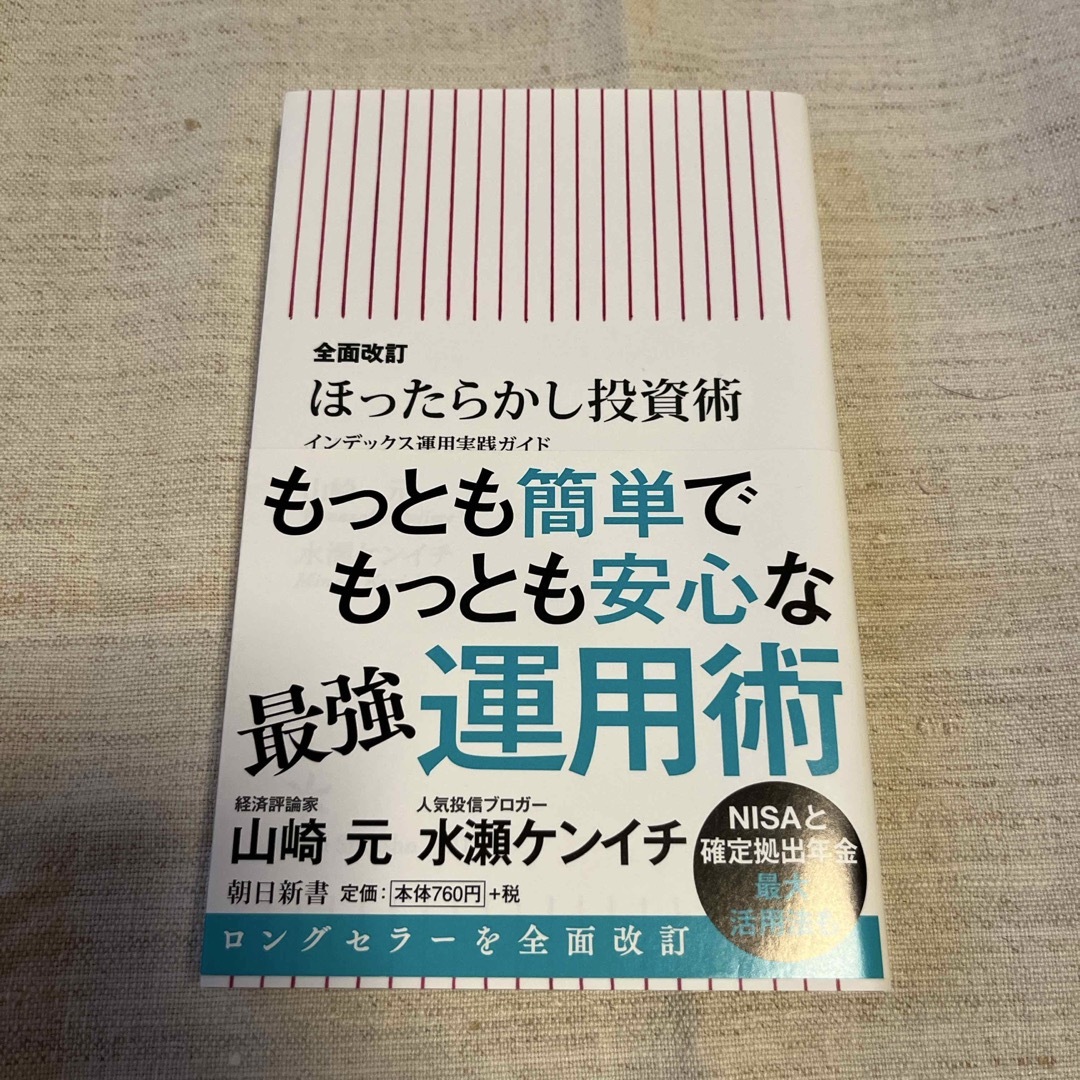 全面改訂
ほったらかし投資術
インデックス運用実践ガイド
もっとも簡単で
もっとも安心な
最強運用術
経済評論家
山崎 元
人気投信ブロガー
水瀬ケンイチ
朝日新書 定価:本体760円+税
NISAと
確定拠出年金
最大
活用法も
ロングセラーを全面改訂